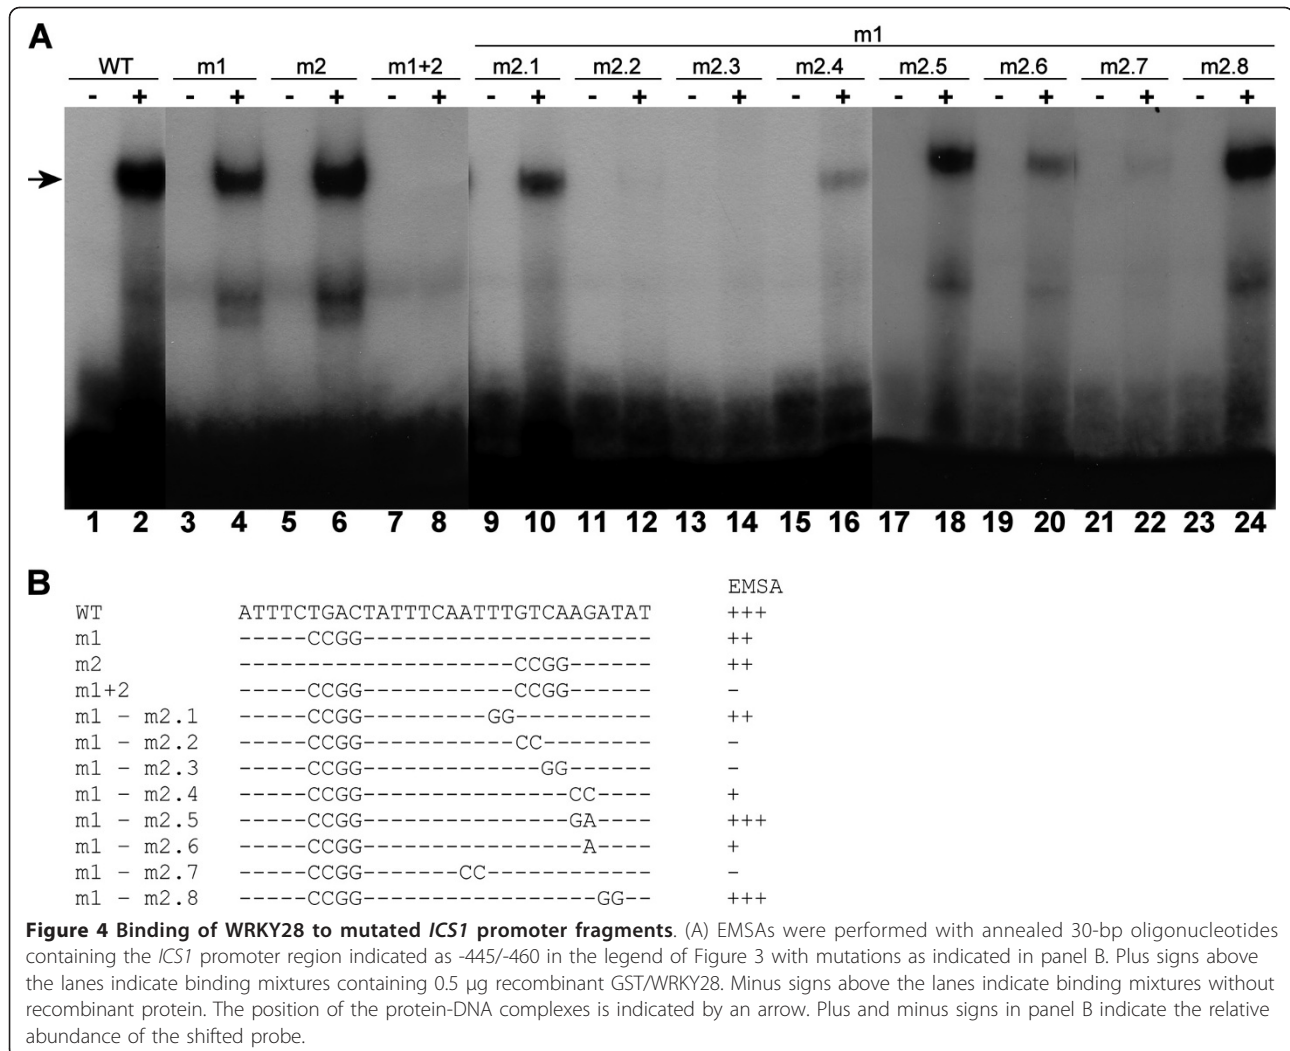 A
m1
WT m1 m2 m1+2 m2.1 m2.2 m2.3 m2.4 m2.5 m2.6 m2.7 m2.8
- + - + - + - + - + - + - + - + - + - + - + - +
1 2 3 4 5 6 7 8 9 10 11 12 13 14 15 16 17 18 19 20 21 22 23 24
B
EMSA
WT ATTTCTGACTATTTCAATTTGTCAAGATAT +++
m1 -----CCGG--------------------- ++
m2 --------------------CCGG------ ++
m1+2 -----CCGG-----------CCGG------ -
m1 - m2.1 -----CCGG---------GG---------- ++
m1 - m2.2 -----CCGG-----------CC-------- -
m1 - m2.3 -----CCGG-------------GG------ -
m1 - m2.4 -----CCGG---------------CC---- +
m1 - m2.5 -----CCGG---------------GA---- +++
m1 - m2.6 -----CCGG----------------A---- +
m1 - m2.7 -----CCGG-------CC------------ -
m1 - m2.8 -----CCGG-----------------GG-- +++
Figure 4 Binding of WRKY28 to mutated ICS1 promoter fragments. (A) EMSAs were performed with annealed 30-bp oligonucleotides
containing the ICS1 promoter region indicated as -445/-460 in the legend of Figure 3 with mutations as indicated in panel B. Plus signs above
the lanes indicate binding mixtures containing 0.5 μg recombinant GST/WRKY28. Minus signs above the lanes indicate binding mixtures without
recombinant protein. The position of the protein-DNA complexes is indicated by an arrow. Plus and minus signs in panel B indicate the relative
abundance of the shifted probe.